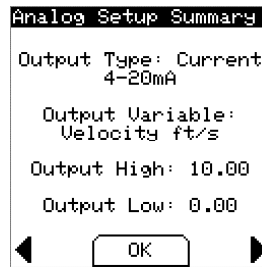 Analog Setup Summary
Output Type: Current
4-20mA
Output Variable:
Velocity ft/s
Output High: 10.00
Output Low: 0.00
OK